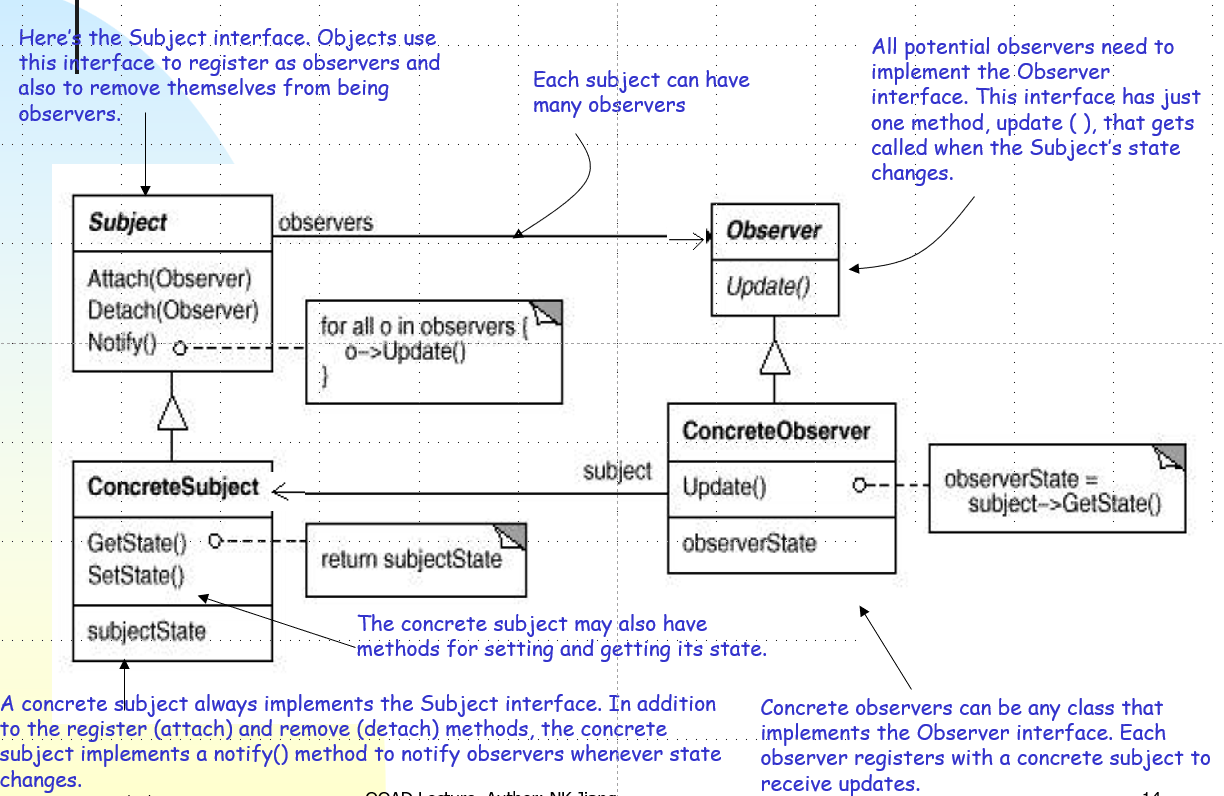 Here's the Subject interface. Objects use
this interface to register as observers and
also to remove themselves from being
observers.
Each subject can have
many observers
All potential observers need to
implement the Observer
interface. This interface has just
one method, update ( ), that gets
called when the Subject's state
changes.
Subject
observers
Attach(Observer)
Detach(Observer)
Notify()
for all o in observers {
o->Update()
}
Observer
Update()
ConcreteSubject
GetState()
SetState()
subjectState
return subjectState
subject
ConcreteObserver
Update()
observerState
observerState =
subject->GetState()
The concrete subject may also have
methods for setting and getting its state.
A concrete subject always implements the Subject interface. In addition
to the register (attach) and remove (detach) methods, the concrete
subject implements a notify() method to notify observers whenever state
changes.
Concrete observers can be any class that
implements the Observer interface. Each
observer registers with a concrete subject to
receive updates.
OOAD Lecture, Author: NK Jiang
14